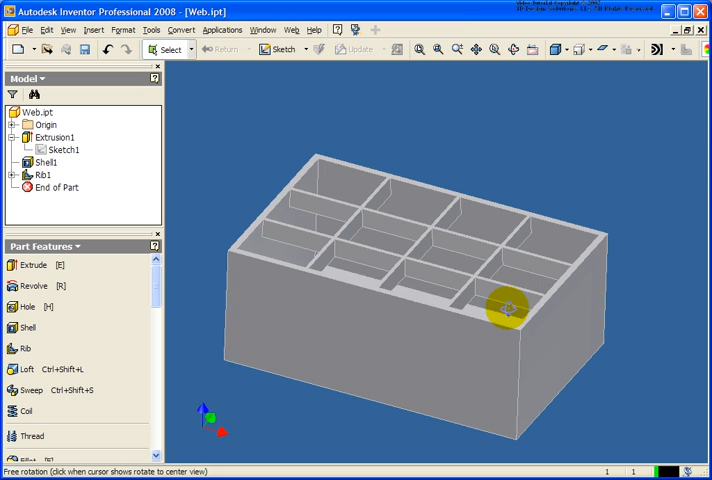 Autodesk Inventor Professional 2008 - [Web.ipt]
File Edit View Insert Format Tools Convert Applications Window Web Help
Select Return Sketch Update
Model
Web.ipt
Origin
Extrusion1
Sketch1
Shell1
Rib1
End of Part
Part Features
Extrude [E]
Revolve [R]
Hole [H]
Shell
Rib
Loft Ctrl+Shift+L
Sweep Ctrl+Shift+S
Coil
Thread
Free rotation (click when cursor shows rotate to center view) 1 1